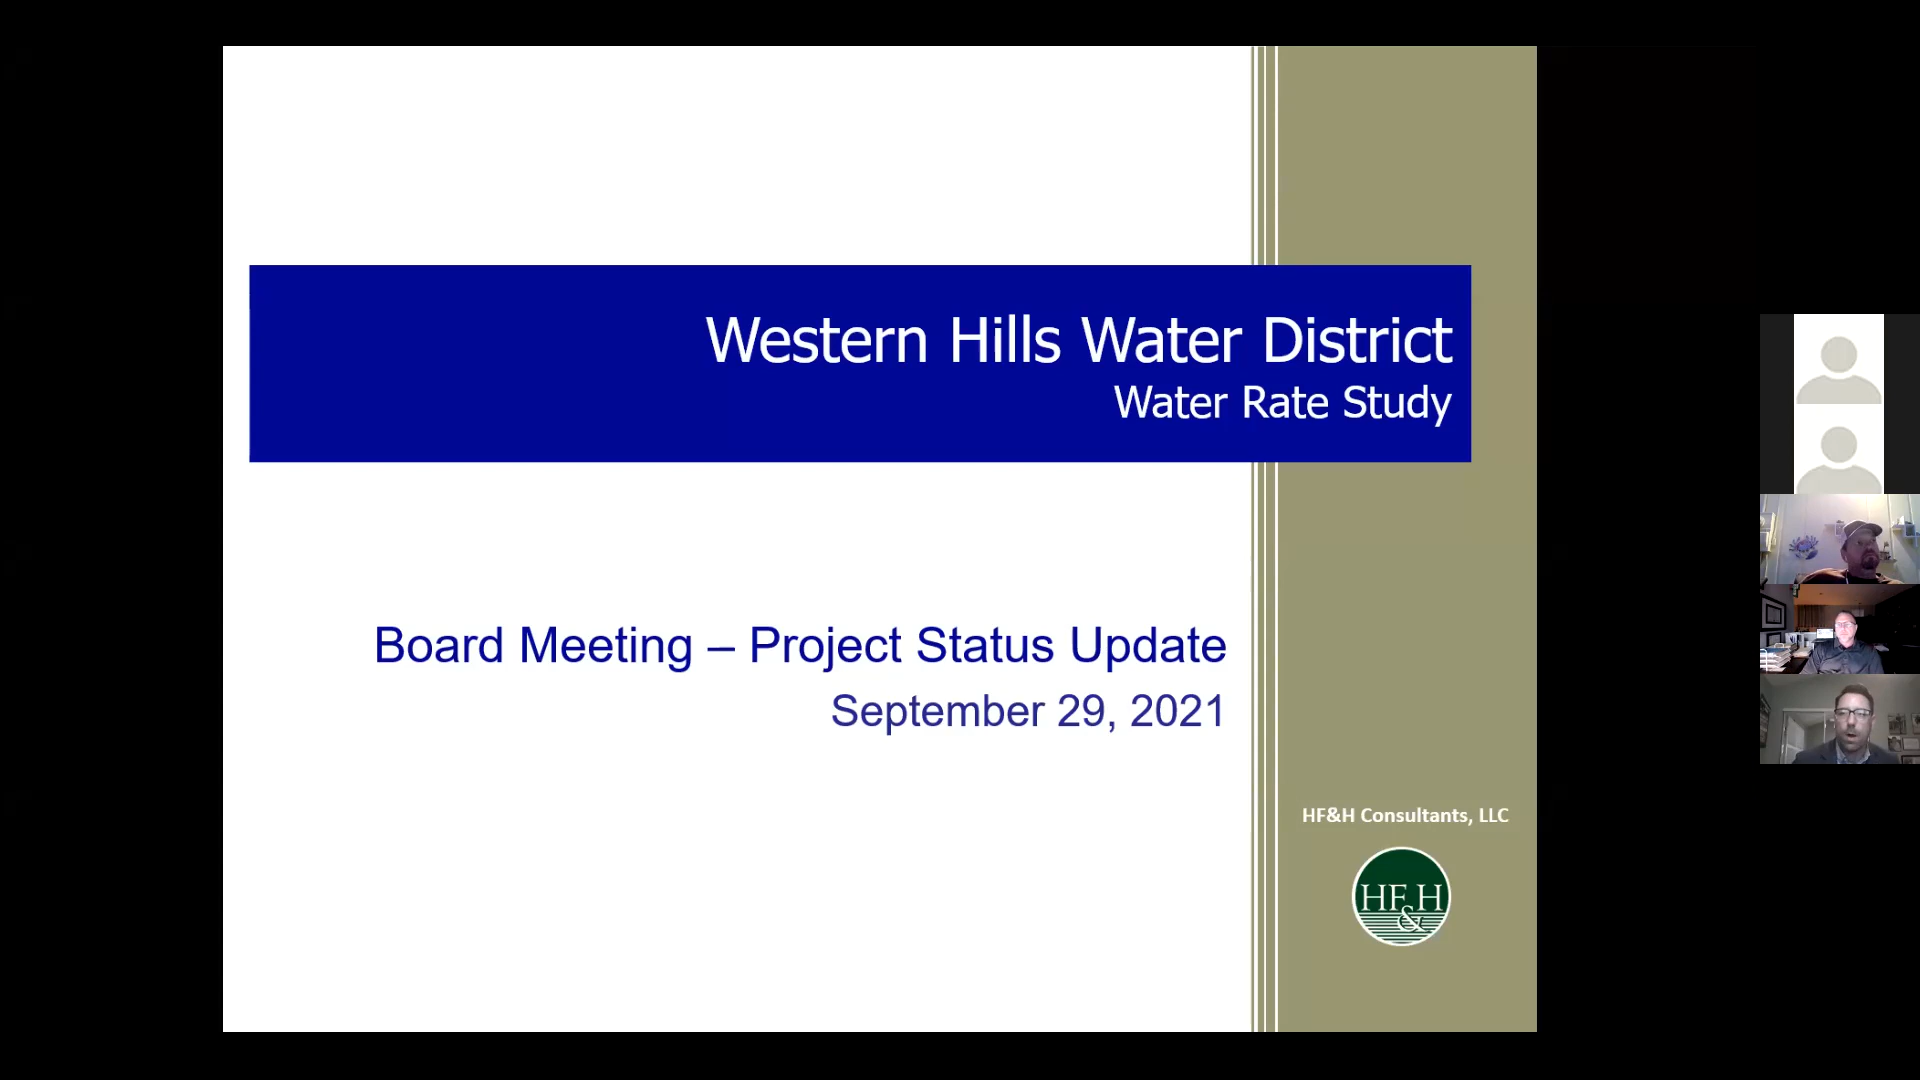 Western Hills Water District
Water Rate Study
Board Meeting – Project Status Update
September 29, 2021
HF&H Consultants, LLC
HF&H